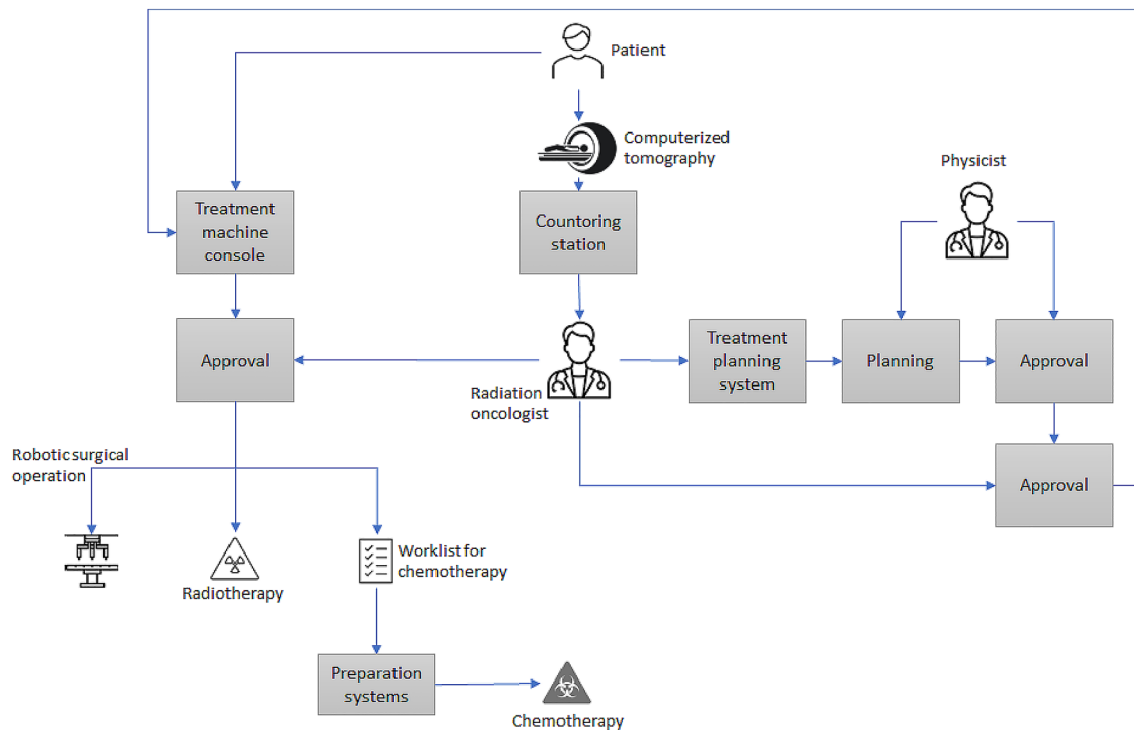 Patient
Computerized
tomography
Physicist
Treatment
machine
console
Countoring
station
Approval
Treatment
planning
system
Planning
Approval
Radiation
oncologist
Robotic surgical
operation
Approval
Worklist for
chemotherapy
Radiotherapy
Preparation
systems
Chemotherapy